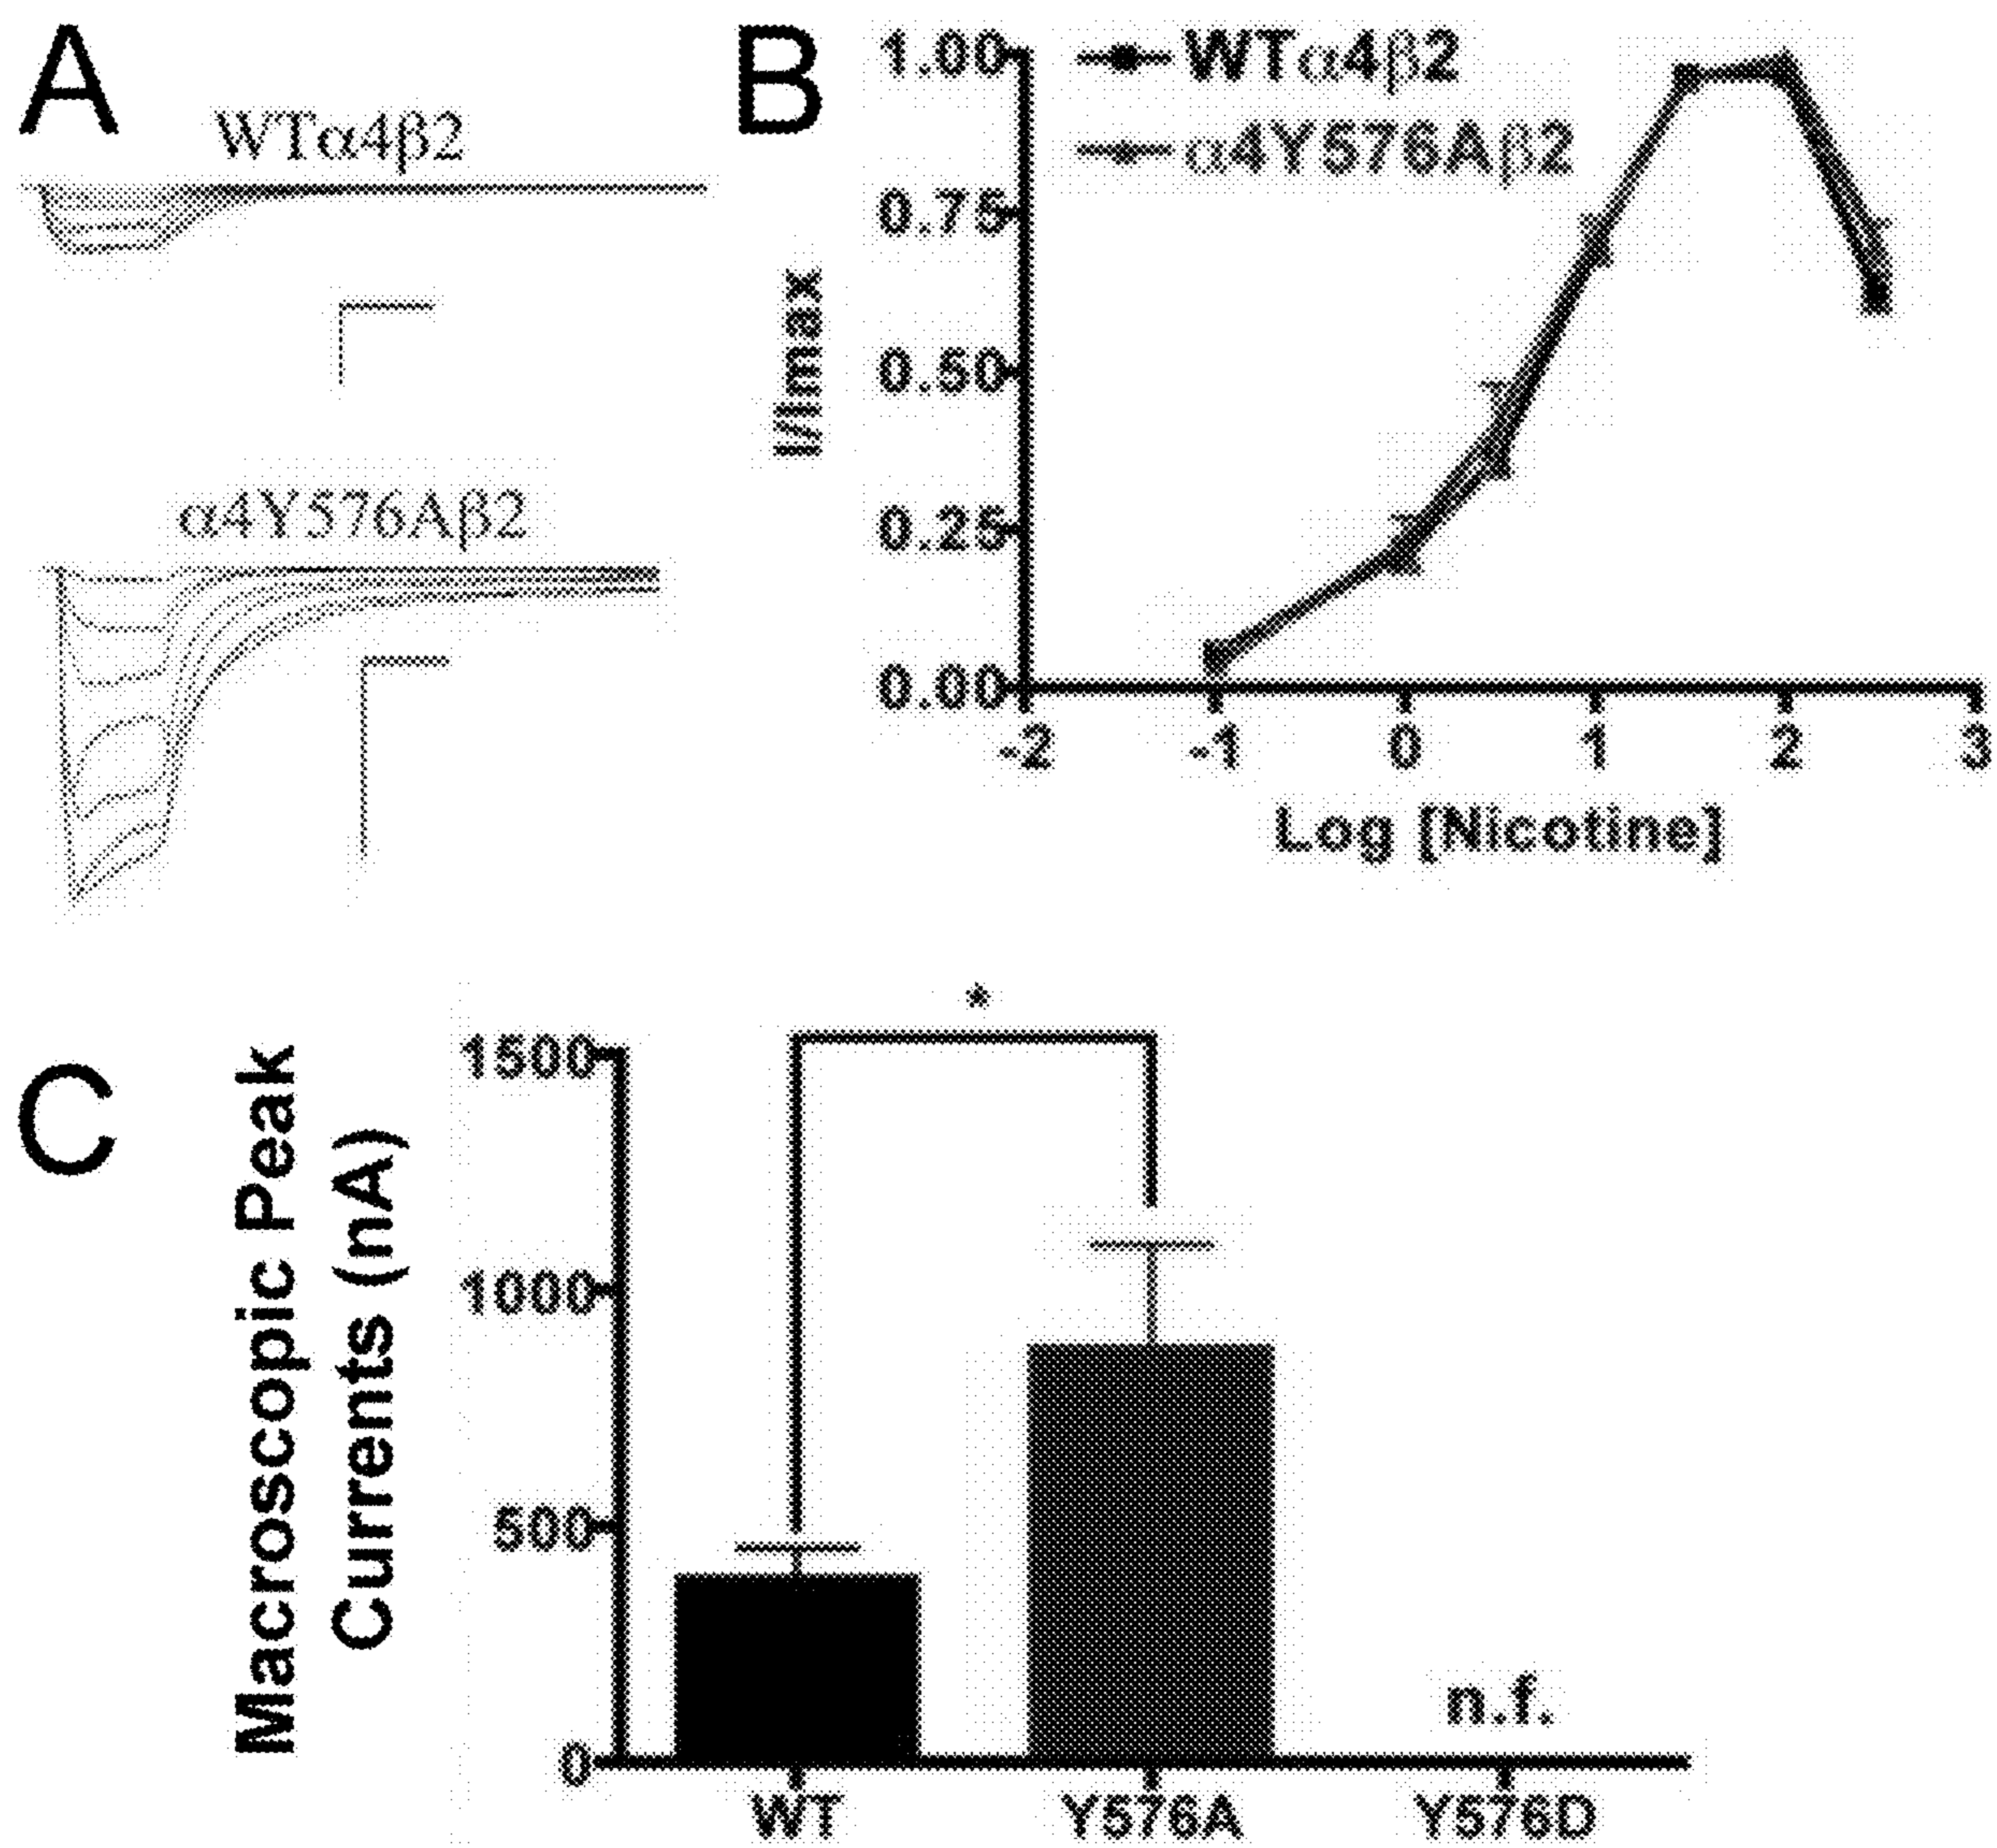 A
WTα4β2
α4Y576Aβ2
B
1.00
0.75
0.50
0.25
0.00
I/Imax
WTα4β2
α4Y576Aβ2
-2 -1 0 1 2 3
Log [Nicotine]
C
Macroscopic Peak
Currents (nA)
1500
1000
500
0
*
n.f.
WT Y576A Y576D